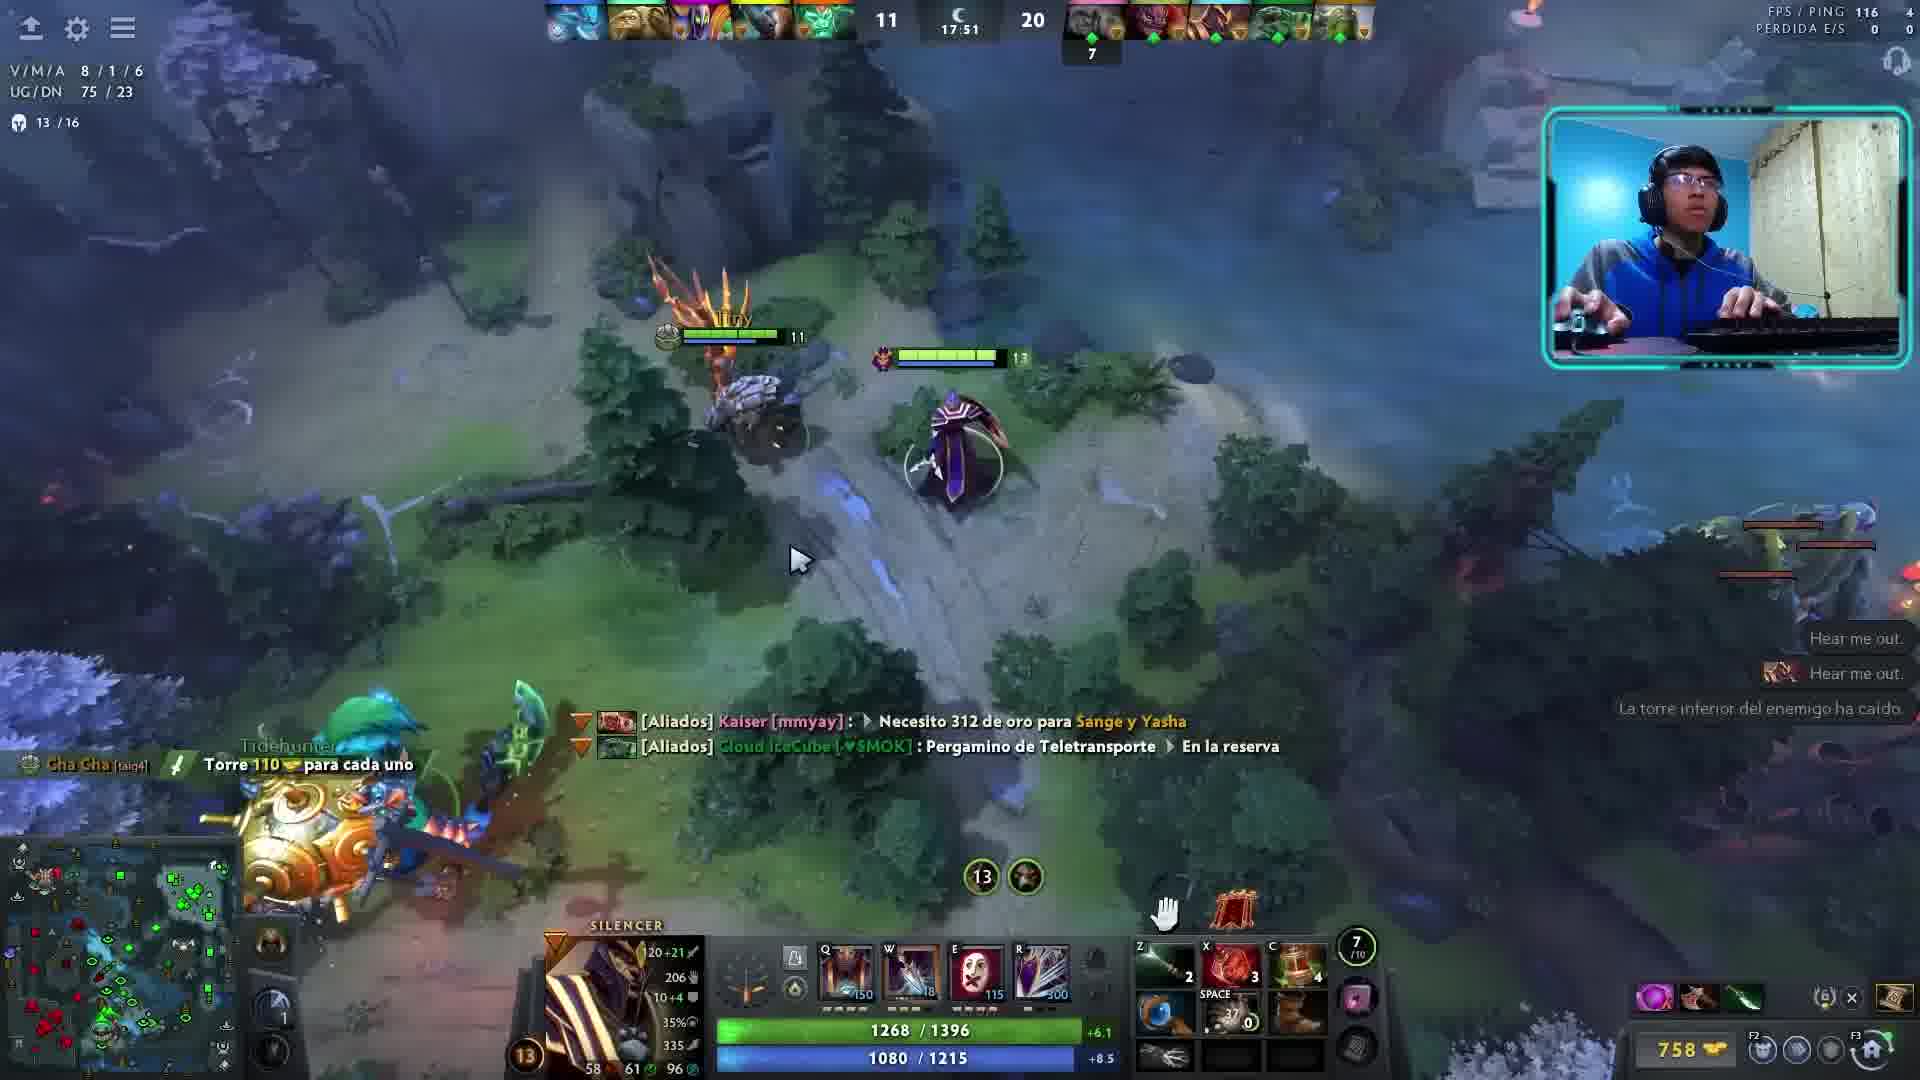 11
17:51
20
7
FPS / PING 116 4
PERDIDA E/S 0 0
V/M/A 8 / 1 / 6
UG/DN 75 / 23
13 / 16
Tiny
11
13
Hear me out.
Hear me out.
La torre inferior del enemigo ha caído.
[Aliados] Kaiser [mmyay] : Necesito 312 de oro para Sange y Yasha
[Aliados] Cloud IceCube [-♥SMOK] : Pergamino de Teletransporte En la reserva
Tidehunter
Cha Cha [taig4] Torre 110 para cada uno
13
SILENCER
20 +21
206
10 +4
35%
335
58 61 96
13
1
Q W E R
150 18 115 300
1268 / 1396 +6.1
1080 / 1215 +8.5
Z X C
2 3 4
SPACE
37 0
7
/10
758
F2 F3